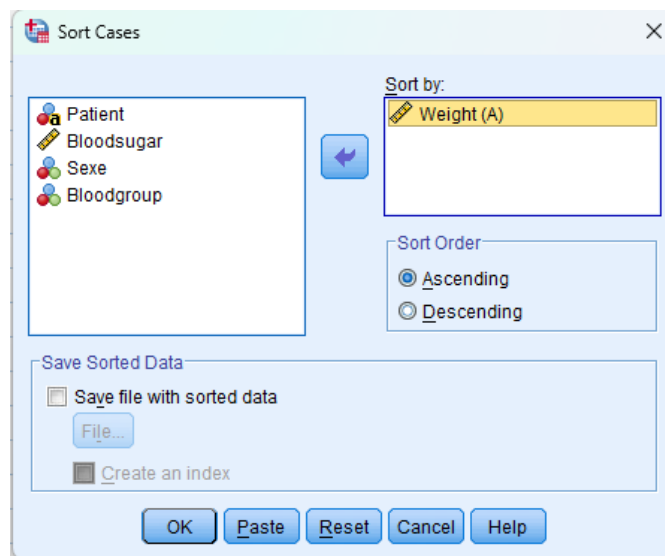 Sort Cases
Patient
Bloodsugar
Sexe
Bloodgroup
Sort by:
Weight (A)
Sort Order
Ascending
Descending
Save Sorted Data
Save file with sorted data
File...
Create an index
OK Paste Reset Cancel Help